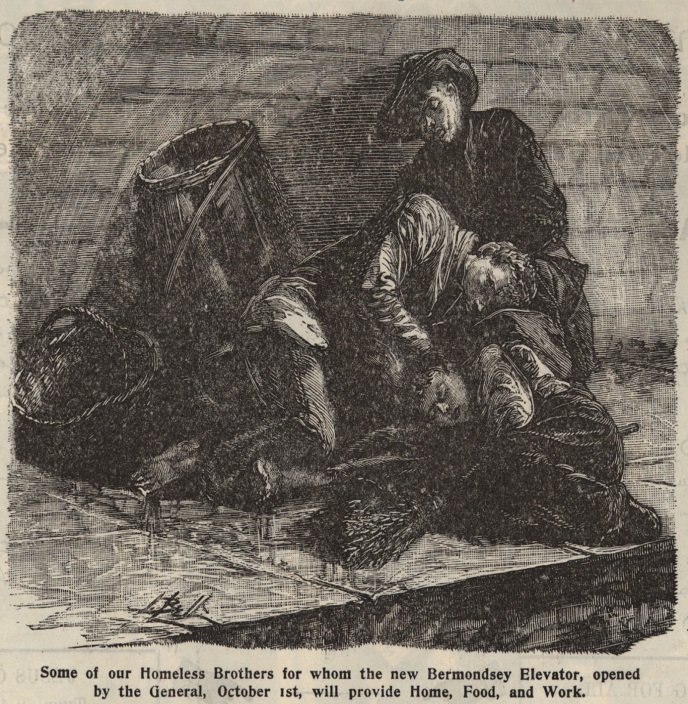 Some of our Homeless Brothers for whom the new Bermondsey Elevator, opened
by the General, October 1st, will provide Home, Food, and Work.